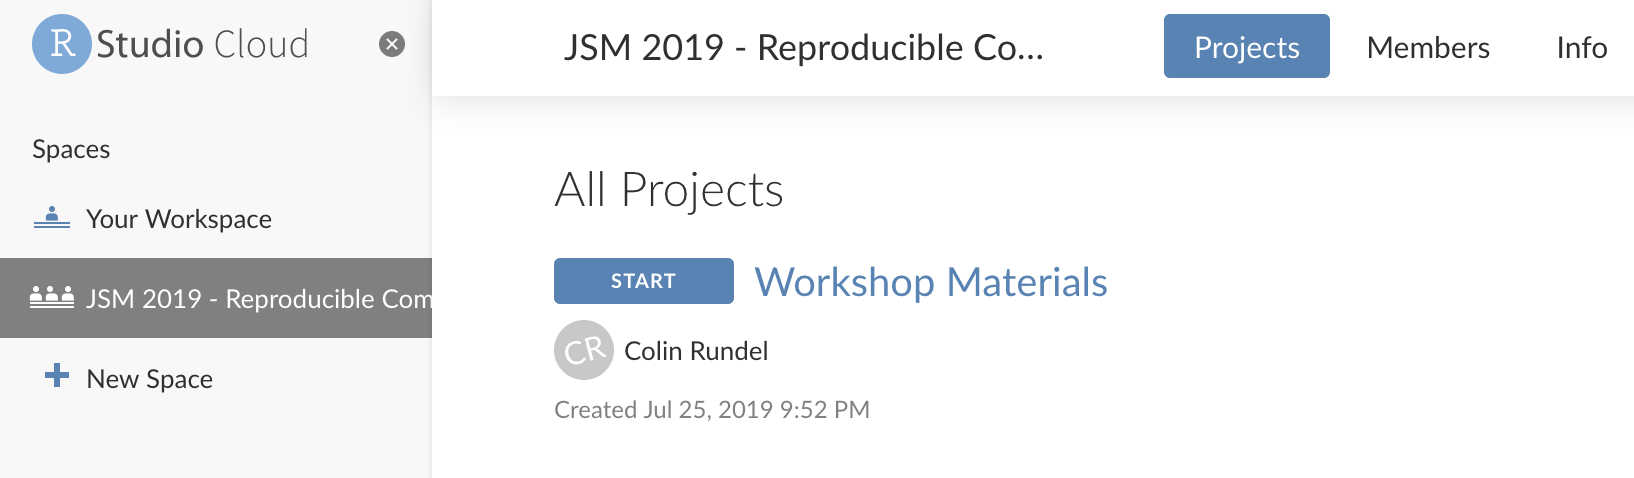 R Studio Cloud
Spaces
Your Workspace
JSM 2019 - Reproducible Com
New Space
JSM 2019 - Reproducible Co...
Projects
Members
Info
All Projects
START
Workshop Materials
CR
Colin Rundel
Created Jul 25, 2019 9:52 PM